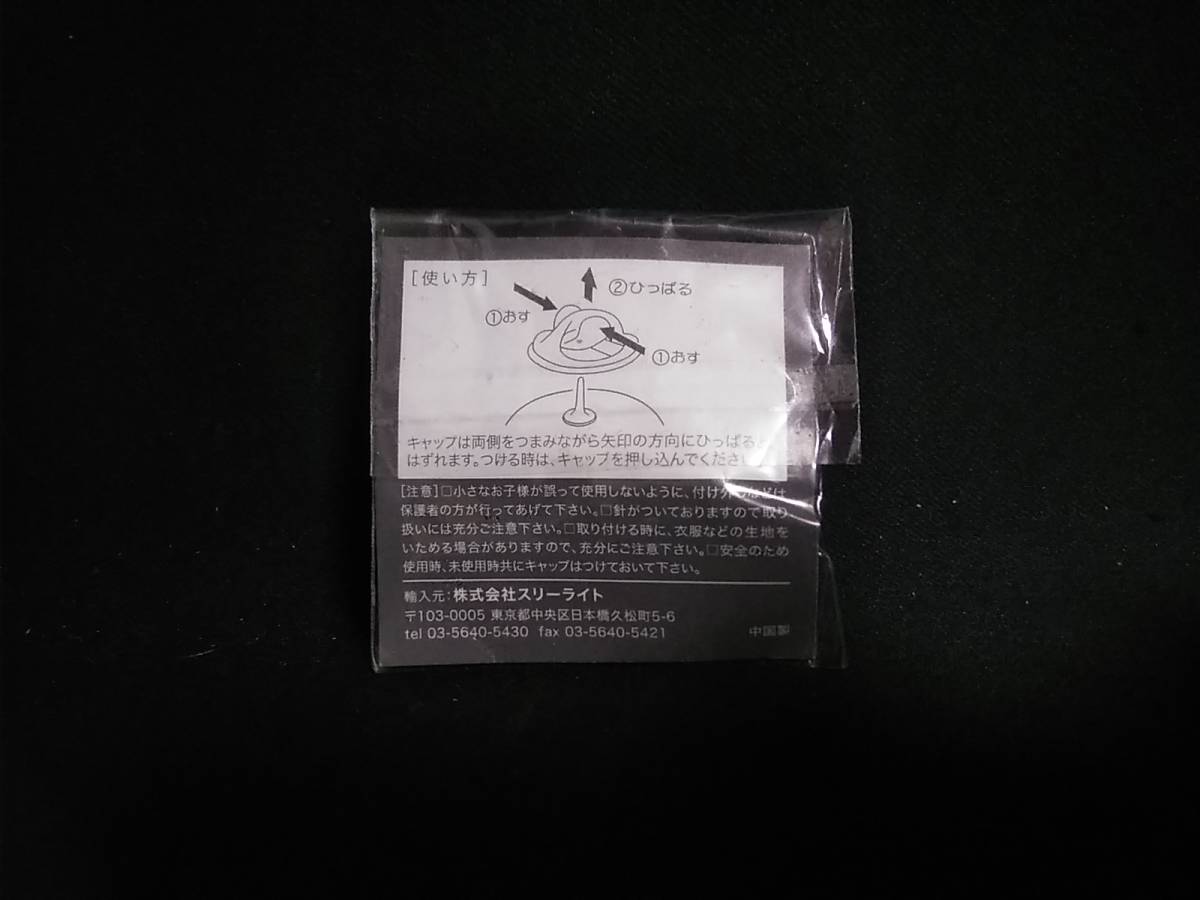 [使い方]
②ひっぱる
①おす
①おす
キャップは両側をつまみながら矢印の方向にひっぱると
はずれます。つける時は、キャップを押し込んでください
[注意]□小さなお子様が誤って使用しないように、付け外しなどは
保護者の方が行ってあげて下さい。□針がついておりますので取り
扱いには充分ご注意下さい。□取り付ける時に、衣服などの生地を
いためる場合がありますので、充分にご注意下さい。□安全のため
使用時、未使用時共にキャップはつけておいて下さい。
輸入元:株式会社スリーライト
〒103-0005 東京都中央区日本橋久松町5-6
tel 03-5640-5430 fax 03-5640-5421
中国製